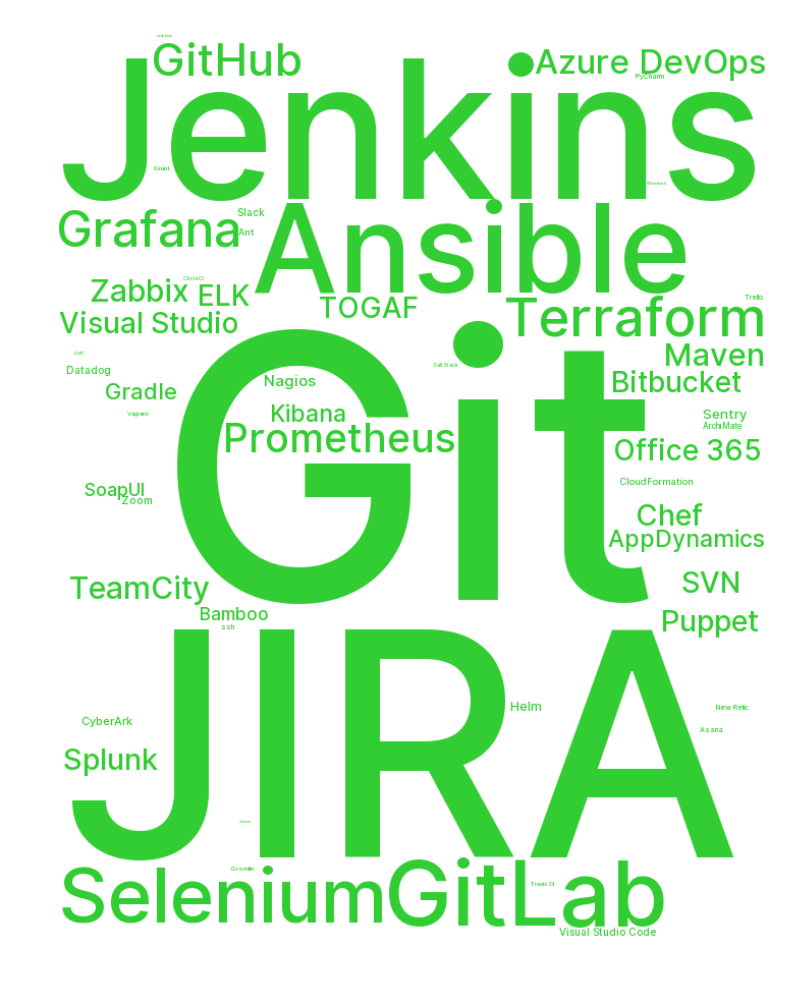 GitHub
Azure DevOps
PyCharm
Jenkins
Grunt
Grafana
Slack
Ant
Ansible
CircleCI
Zabbix
ELK
TOGAF
Trello
Terraform
Visual Studio
Maven
curl
Datadog
Salt Stack
Git
Nagios
Bitbucket
Gradle
Vagrant
Kibana
Sentry
ArchiMate
Prometheus
Office 365
SoapUI
Zoom
CloudFormation
Chef
AppDynamics
TeamCity
SVN
Bamboo
ssh
Puppet
JIRA
Helm
New Relic
CyberArk
Asana
Splunk
Gremlin
Selenium
GitLab
Travis CI
Visual Studio Code